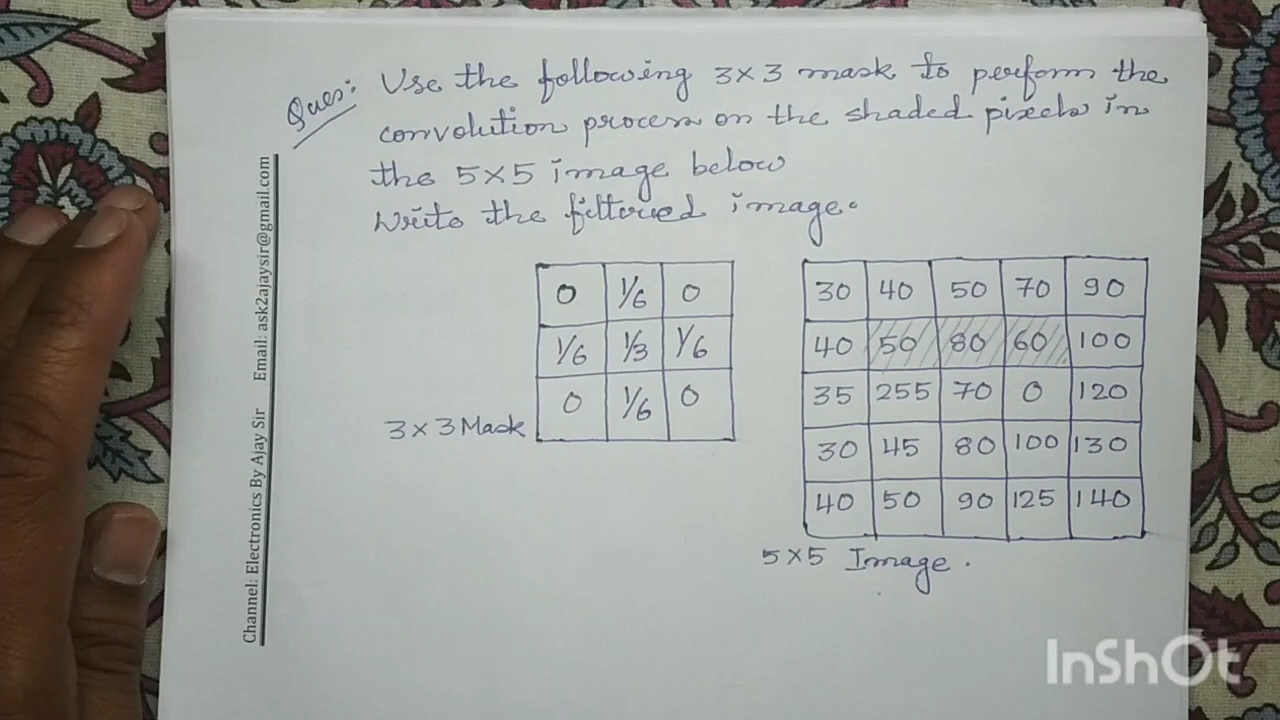 Ques: Use the following 3×3 mask to perform the
convolution process on the shaded pixels in
the 5×5 image below
Write the filtered image.
0 1/6 0
1/6 1/3 1/6
0 1/6 0
3×3 Mask
30 40 50 70 90
40 50 80 60 100
35 255 70 0 120
30 45 80 100 130
40 50 90 125 140
5×5 Image.
Channel: Electronics By Ajay Sir Email: ask2ajaysir@gmail.com
InShOt